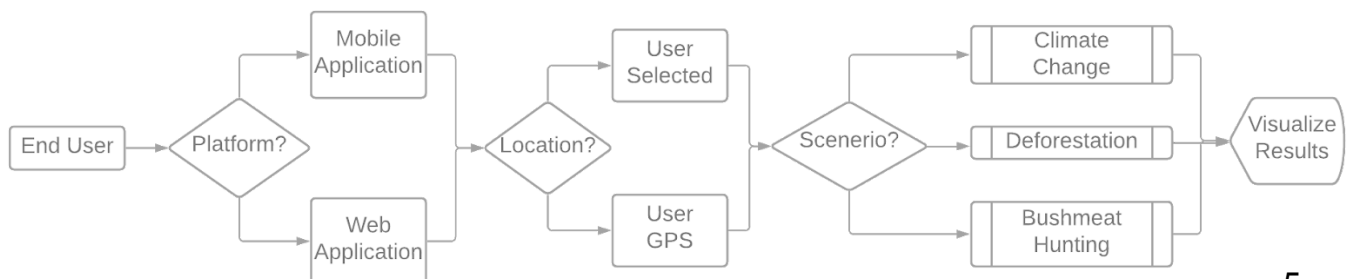 End User
Platform?
Mobile
Application
Web
Application
Location?
User
Selected
User
GPS
Scenerio?
Climate
Change
Deforestation
Bushmeat
Hunting
Visualize
Results